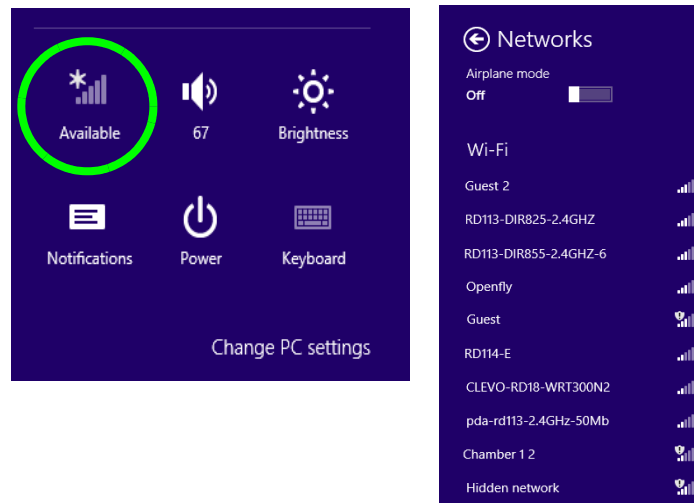 Available
67
Brightness
Notifications
Power
Keyboard
Change PC settings
Networks
Airplane mode
Off
Wi-Fi
Guest 2
RD113-DIR825-2.4GHZ
RD113-DIR855-2.4GHZ-6
Openfly
Guest
RD114-E
CLEVO-RD18-WRT300N2
pda-rd113-2.4GHz-50Mb
Chamber 1 2
Hidden network